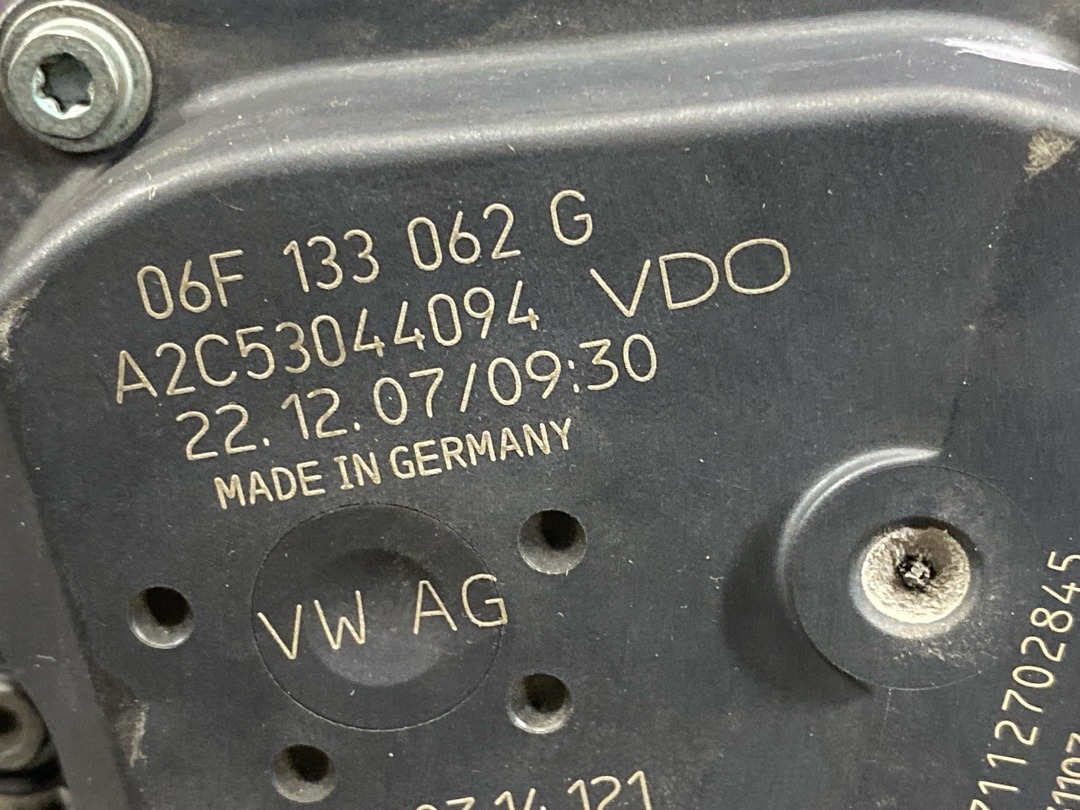 06F 133 062 G
A2C53044094 VDO
22.12.07/09:30
MADE IN GERMANY
VW AG